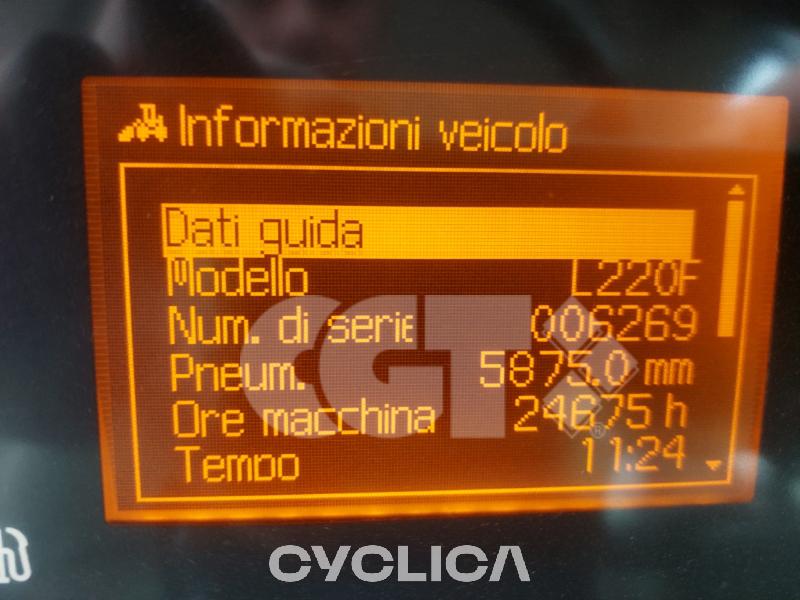 Informazioni veicolo
Dati guida
Modello L220F
Num. di serie 006269
Pneum. 5875.0 mm
Ore macchina 24675 h
Tempo 11:24
CGT
®
CYCLICA